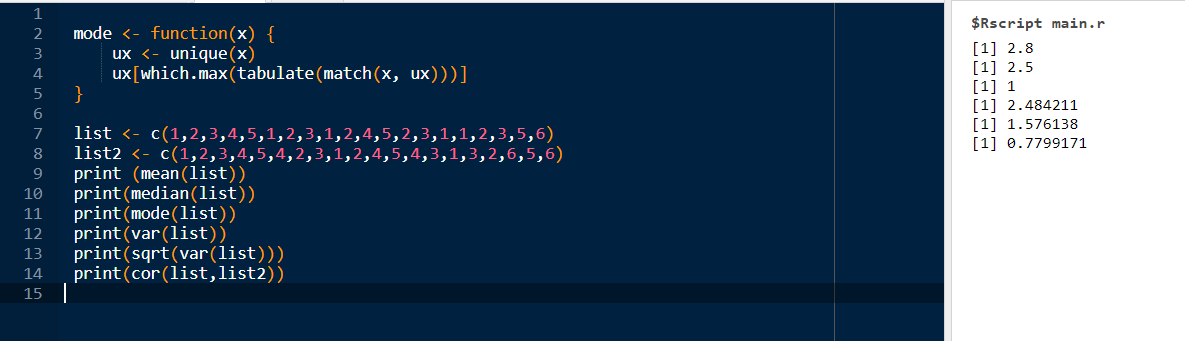 1
2 mode <- function(x) {
3     ux <- unique(x)
4     ux[which.max(tabulate(match(x, ux)))]
5 }
6
7 list <- c(1,2,3,4,5,1,2,3,1,2,4,5,2,3,1,1,2,3,5,6)
8 list2 <- c(1,2,3,4,5,4,2,3,1,2,4,5,4,3,1,3,2,6,5,6)
9 print (mean(list))
10 print(median(list))
11 print(mode(list))
12 print(var(list))
13 print(sqrt(var(list)))
14 print(cor(list,list2))
15
$Rscript main.r
[1] 2.8
[1] 2.5
[1] 1
[1] 2.484211
[1] 1.576138
[1] 0.7799171